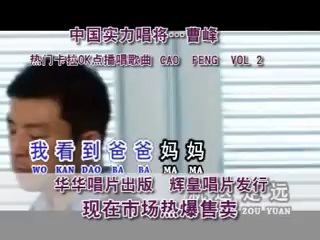 中国实力唱将…曹峰
热门卡拉OK点播唱歌曲 CAO FENG VOL 2
我看到爸爸妈妈
WO KAN DAO BA BA MA MA
华华唱片出版 辉皇唱片发行
走远
ZOU YUAN
现在市场热爆售卖